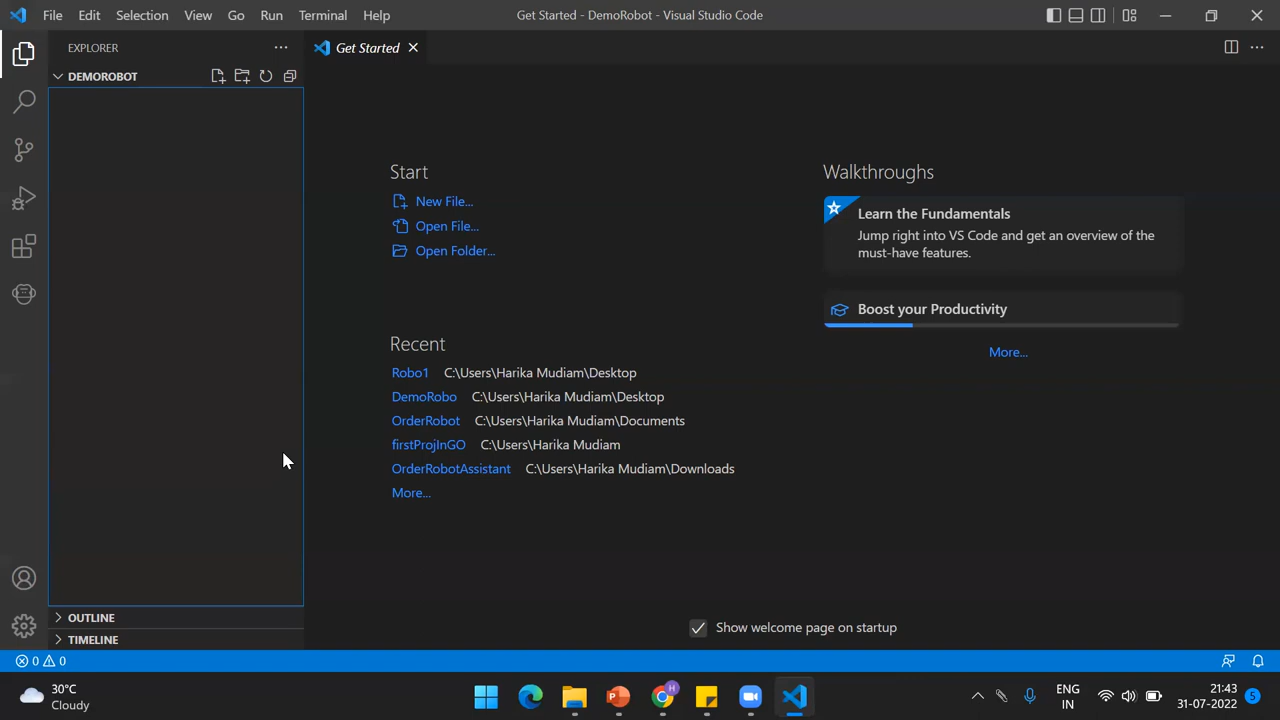 File Edit Selection View Go Run Terminal Help
Get Started - DemoRobot - Visual Studio Code
EXPLORER
Get Started
DEMOROBOT
Start
New File...
Open File...
Open Folder...
Recent
Robo1 C:\Users\Harika Mudiam\Desktop
DemoRobo C:\Users\Harika Mudiam\Desktop
OrderRobot C:\Users\Harika Mudiam\Documents
firstProjInGO C:\Users\Harika Mudiam
OrderRobotAssistant C:\Users\Harika Mudiam\Downloads
More...
Walkthroughs
Learn the Fundamentals
Jump right into VS Code and get an overview of the
must-have features.
Boost your Productivity
More...
OUTLINE
TIMELINE
Show welcome page on startup
0 0
30°C
Cloudy
H
ENG
IN
21:43
31-07-2022
5